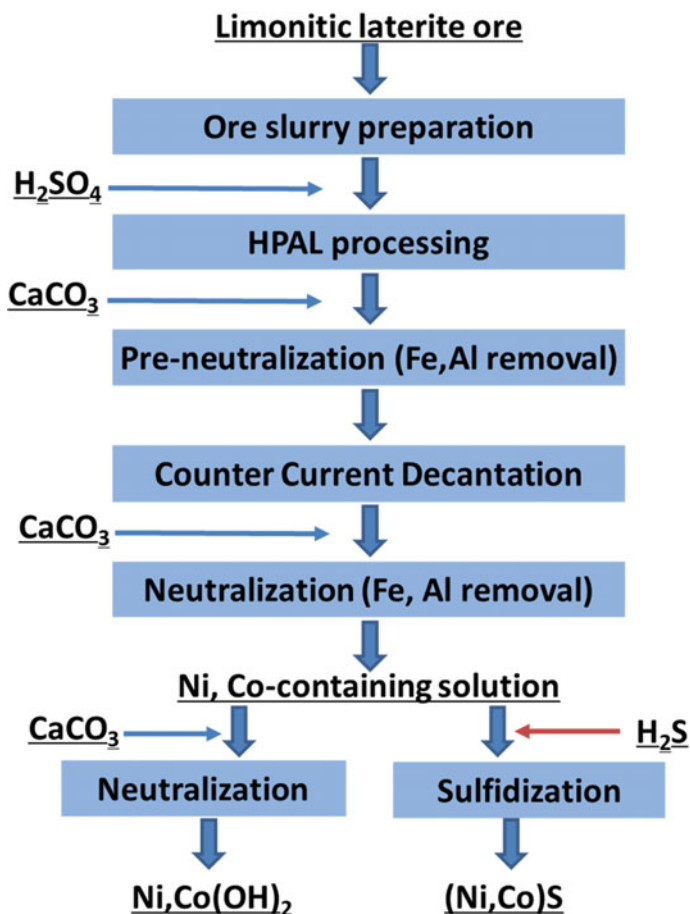 Limonitic laterite ore
Ore slurry preparation
H₂SO₄
HPAL processing
CaCO₃
Pre-neutralization (Fe,Al removal)
Counter Current Decantation
CaCO₃
Neutralization (Fe, Al removal)
Ni, Co-containing solution
CaCO₃
H₂S
Neutralization
Sulfidization
Ni,Co(OH)₂
(Ni,Co)S